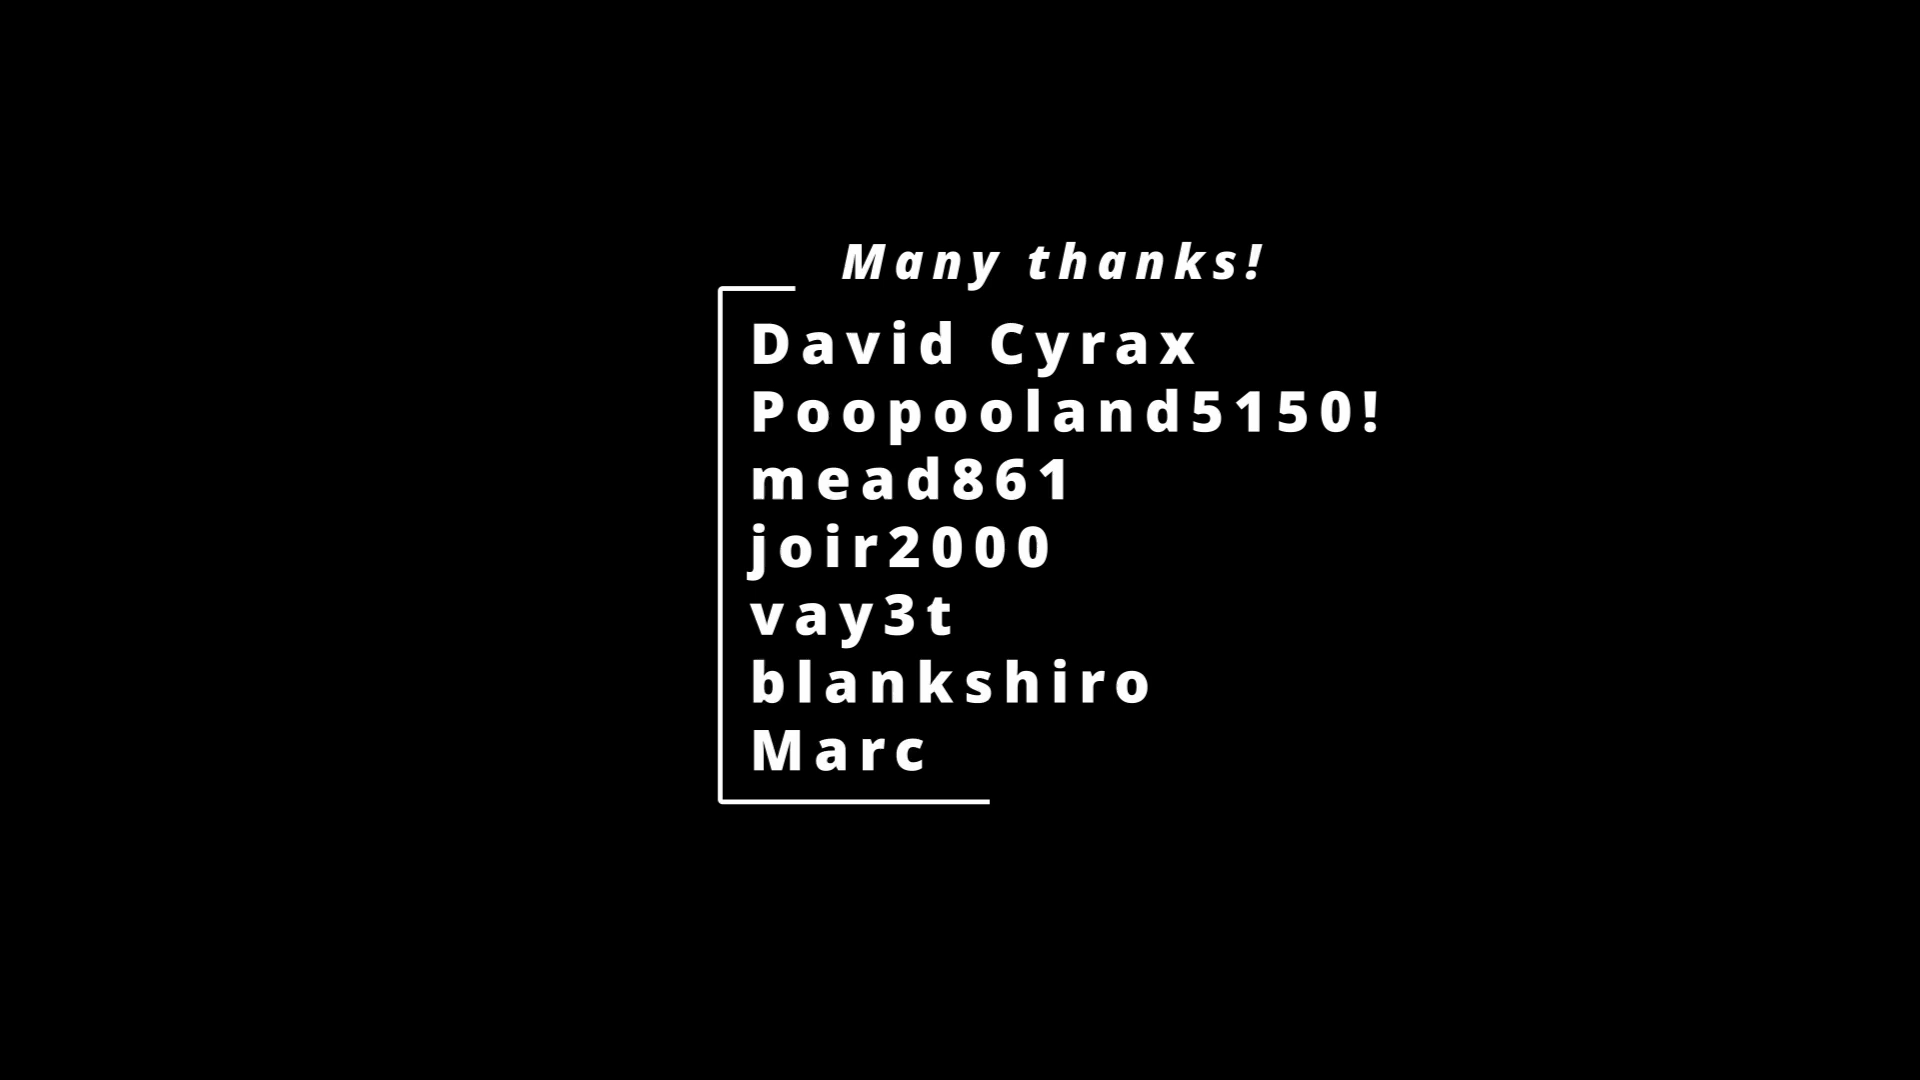 Many thanks!
David Cyrax
Poopooland5150!
mead861
joir2000
vay3t
blankshiro
Marc